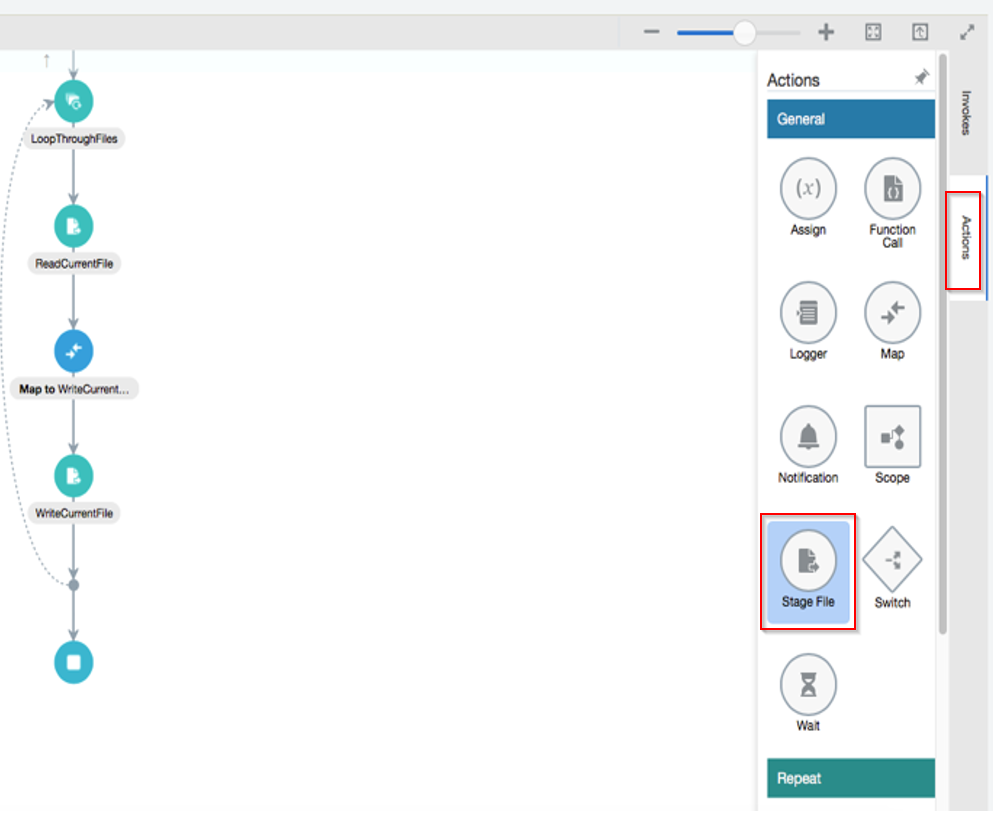 LoopThroughFiles
ReadCurrentFile
Map to WriteCurrent...
WriteCurrentFile
Actions
General
(x)
Assign
Function
Call
Logger
Map
Notification
Scope
Stage File
Switch
Wait
Repeat
Invokes
Actions